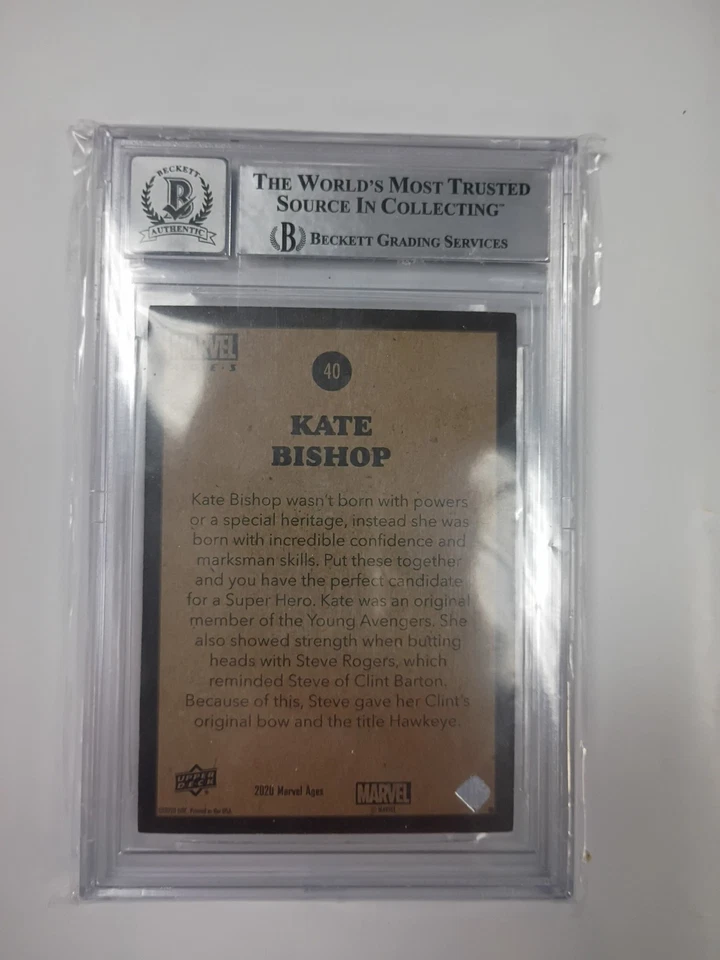 BECKETT
B
AUTHENTIC
THE WORLD'S MOST TRUSTED
SOURCE IN COLLECTING™
B BECKETT GRADING SERVICES
MARVEL
40
KATE
BISHOP
Kate Bishop wasn't born with powers
or a special heritage, instead she was
born with incredible confidence and
marksman skills. Put these together
and you have the perfect candidate
for a Super Hero. Kate was an original
member of the Young Avengers. She
also showed strength when butting
heads with Steve Rogers, which
reminded Steve of Clint Barton.
Because of this, Steve gave her Clint's
original bow and the title Hawkeye.
UPPER
DECK
2020 Marvel Ages
MARVEL
Printed in the USA